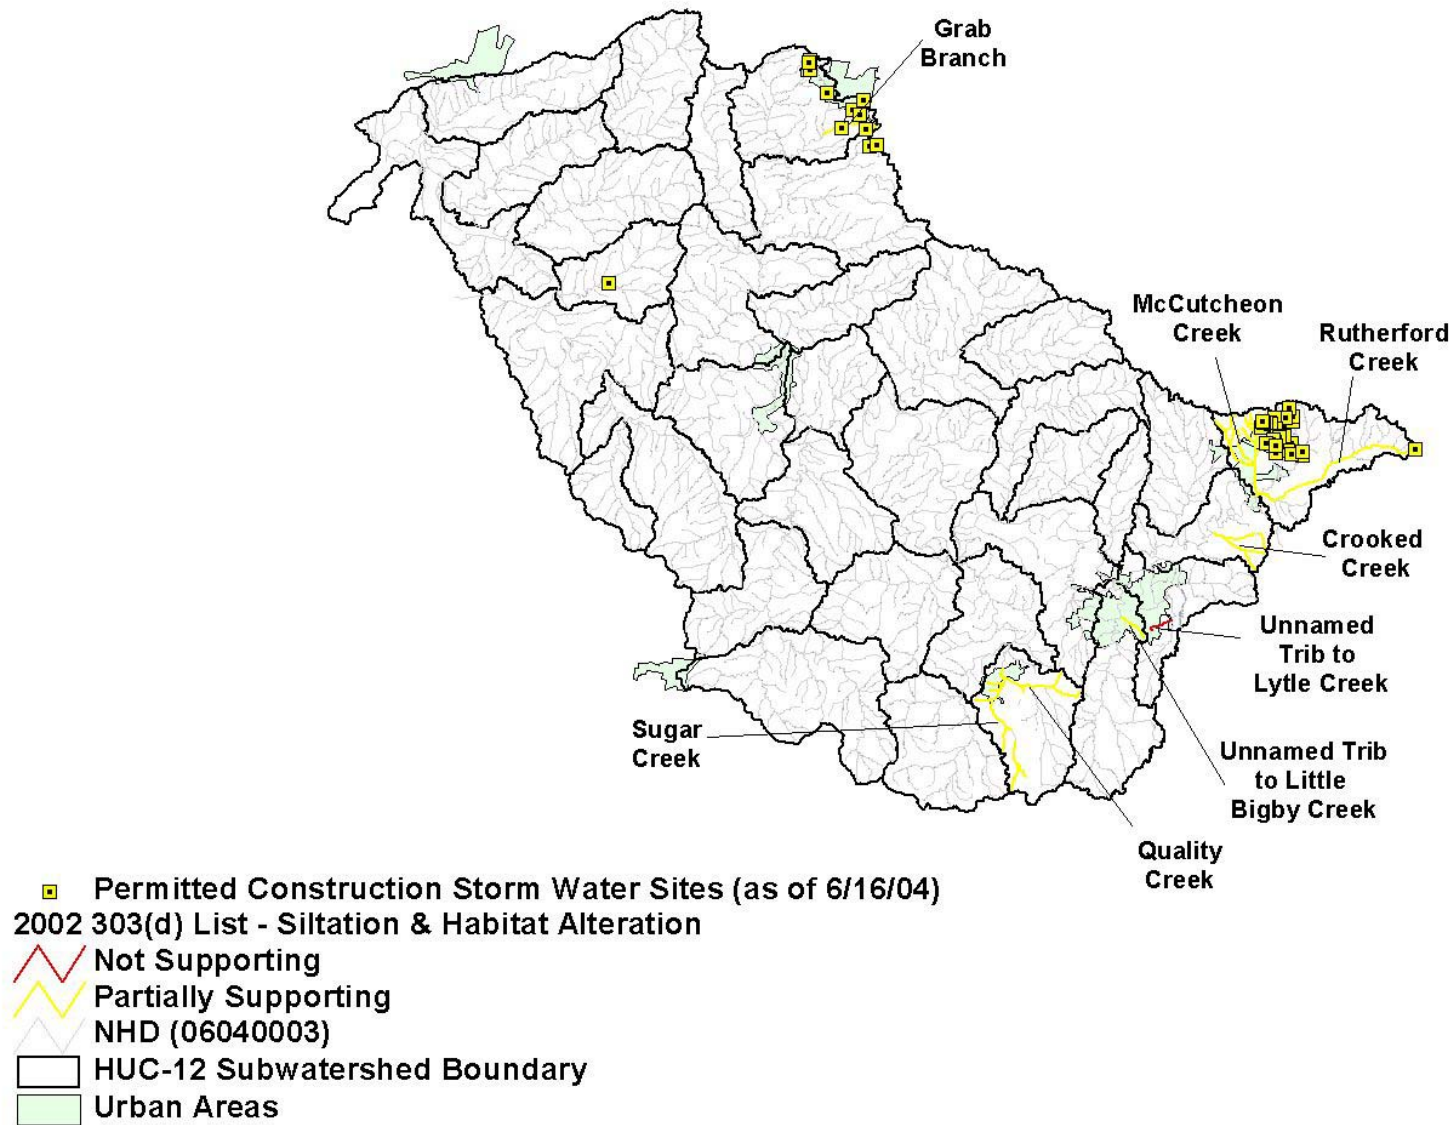 Grab
Branch
McCutcheon
Creek
Rutherford
Creek
Crooked
Creek
Unnamed
Trib to
Lytle Creek
Sugar
Creek
Unnamed Trib
to Little
Bigby Creek
Quality
Creek
Permitted Construction Storm Water Sites (as of 6/16/04)
2002 303(d) List - Siltation & Habitat Alteration
Not Supporting
Partially Supporting
NHD (06040003)
HUC-12 Subwatershed Boundary
Urban Areas